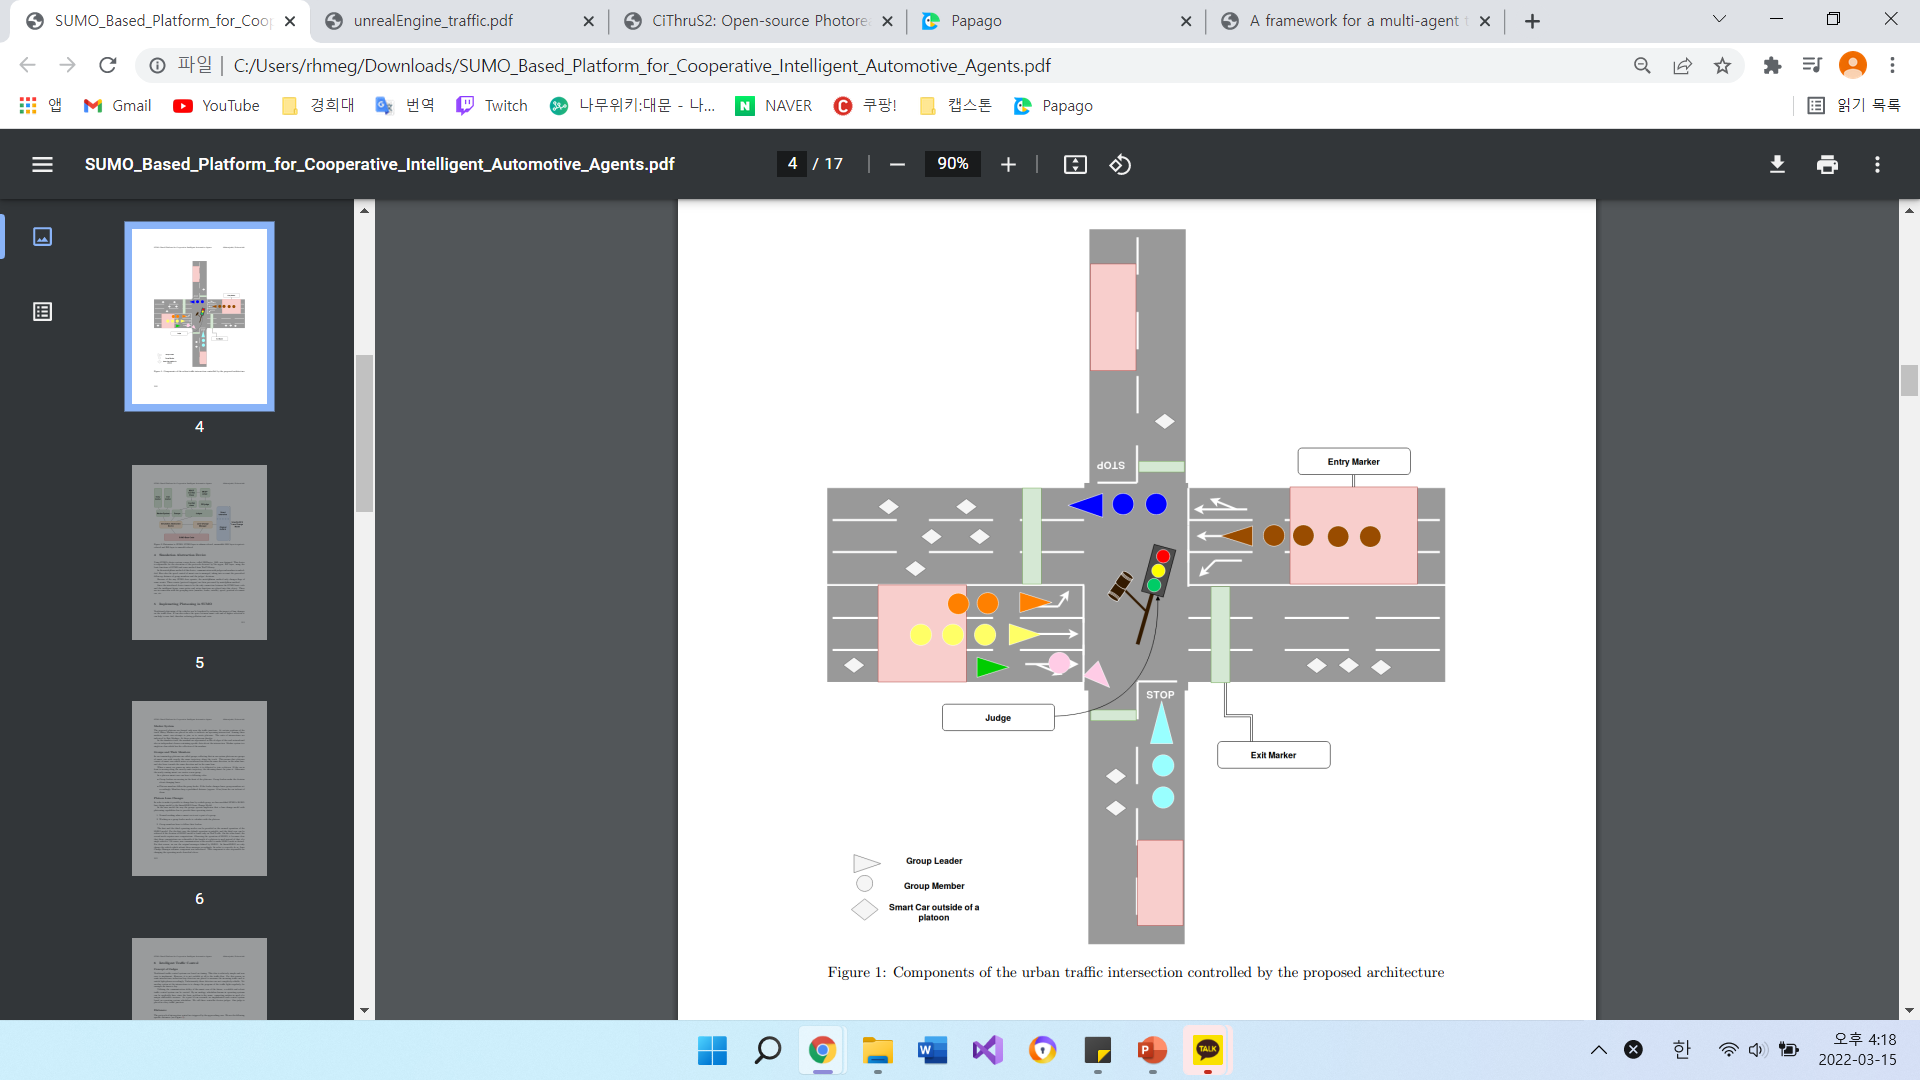 SUMO_Based_Platform_for_Coop
unrealEngine_traffic.pdf
CiThruS2: Open-source Photorea
Papago
A framework for a multi-agent t
파일
C:/Users/rhmeg/Downloads/SUMO_Based_Platform_for_Cooperative_Intelligent_Automotive_Agents.pdf
앱
Gmail
YouTube
경희대
번역
Twitch
나무위키:대문 - 나...
NAVER
쿠팡!
캡스톤
Papago
읽기 목록
SUMO_Based_Platform_for_Cooperative_Intelligent_Automotive_Agents.pdf
4 / 17
90%
4
5
6
STOP
Entry Marker
STOP
Judge
Exit Marker
Group Leader
Group Member
Smart Car outside of a
platoon
Figure 1: Components of the urban traffic intersection controlled by the proposed architecture
한
오후 4:18
2022-03-15